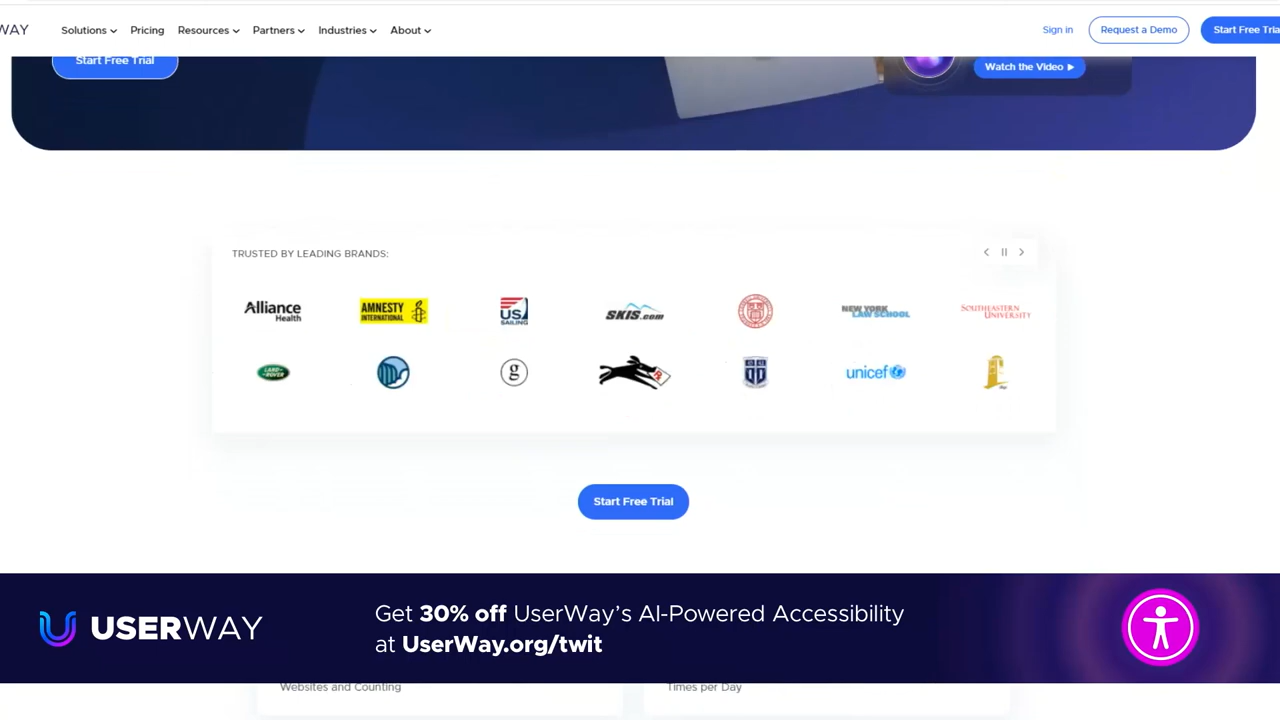 WAY
Solutions
Pricing
Resources
Partners
Industries
About
Sign in
Request a Demo
Start Free Tria
Start Free Trial
Watch the Video
TRUSTED BY LEADING BRANDS:
Alliance
Health
AMNESTY
INTERNATIONAL
US
SAILING
SKIS.com
NEW YORK
LAW SCHOOL
SOUTHEASTERN
UNIVERSITY
LAND
ROVER
g
unicef
Start Free Trial
USERWAY
Get 30% off UserWay's AI-Powered Accessibility
at UserWay.org/twit
Websites and Counting
Times per Day